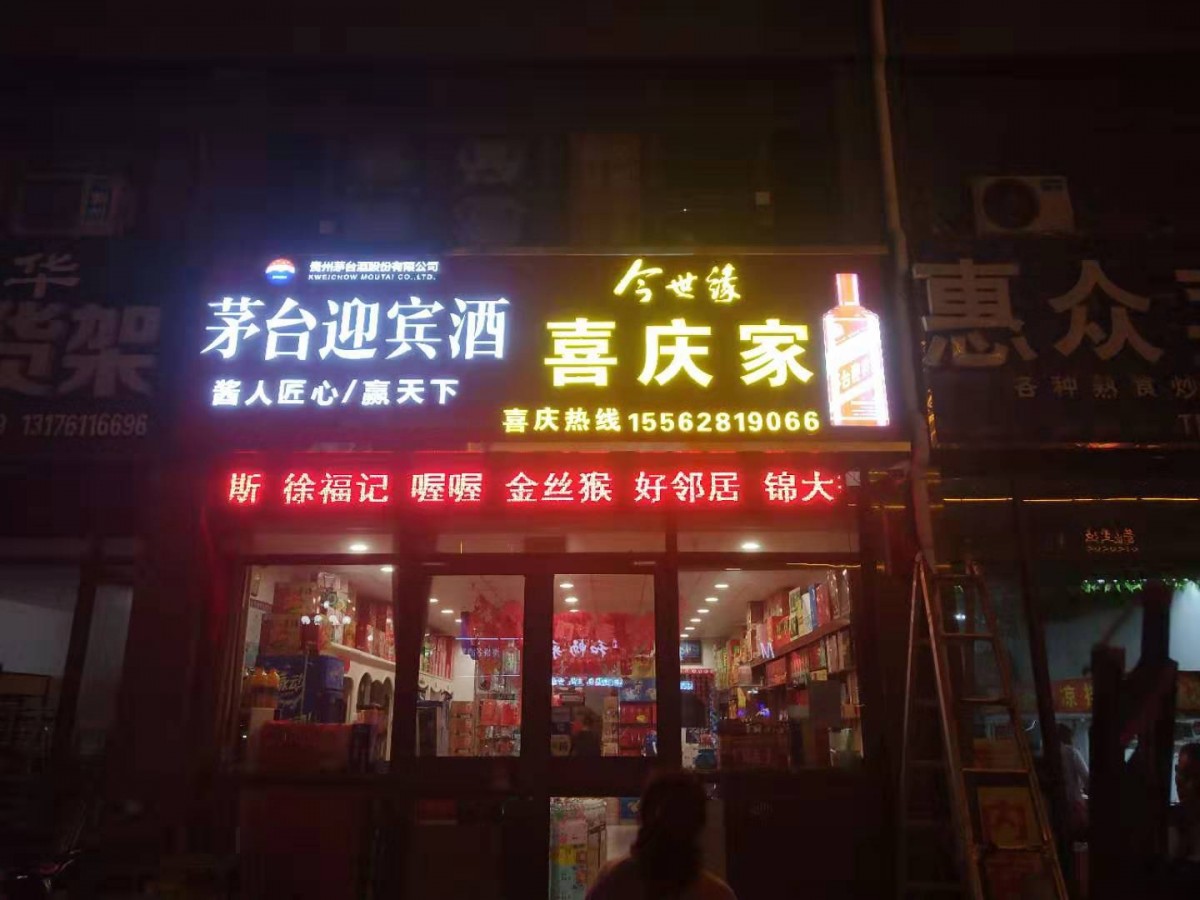 贵州茅台酒股份有限公司
KWEICHOW MOUTAI CO.,LTD.
茅台迎宾酒
酱人匠心/赢天下
今世缘
喜庆家
喜庆热线 15562819066
斯 徐福记 喔喔 金丝猴 好邻居 锦大
华
货架
9 13176116696
惠众
各种熟食炒
内